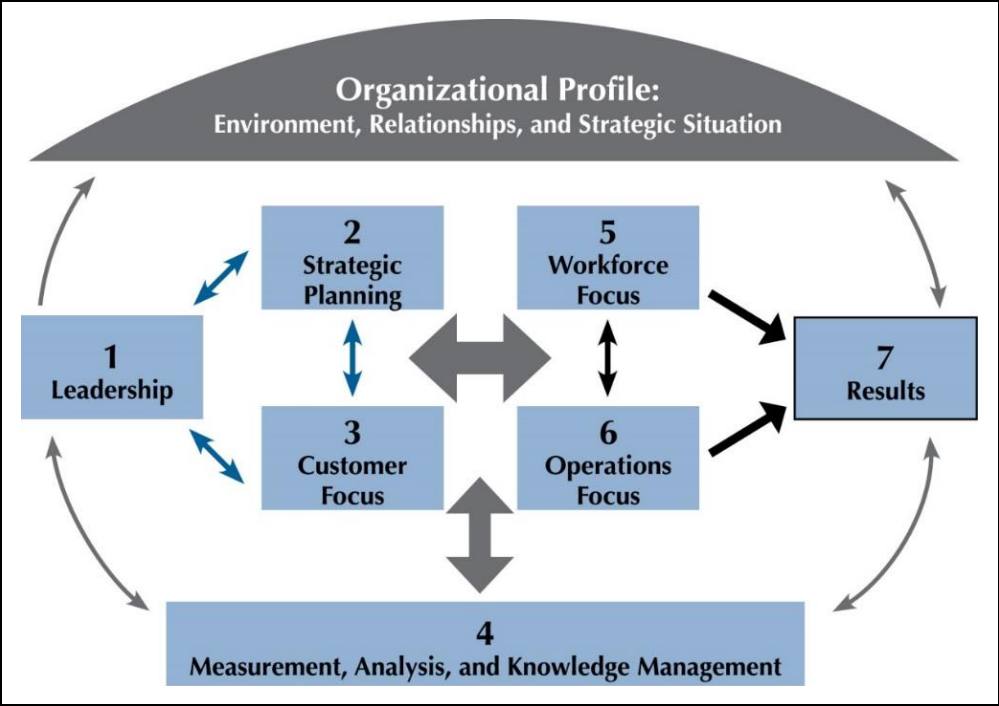 Organizational Profile:
Environment, Relationships, and Strategic Situation
1
Leadership
2
Strategic
Planning
3
Customer
Focus
5
Workforce
Focus
6
Operations
Focus
7
Results
4
Measurement, Analysis, and Knowledge Management